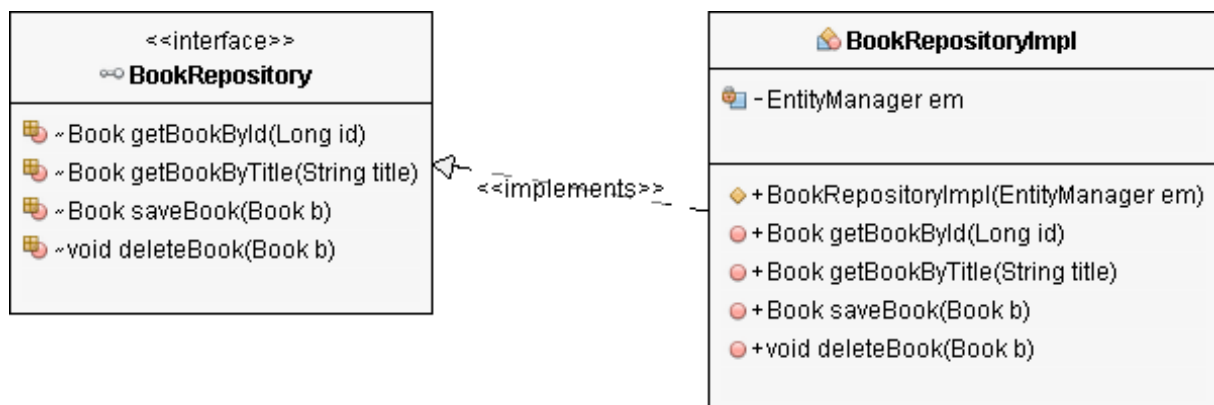 <<interface>>
BookRepository
~Book getBookById(Long id)
~Book getBookByTitle(String title)
~Book saveBook(Book b)
~void deleteBook(Book b)
<<implements>>
BookRepositoryImpl
-EntityManager em
+BookRepositoryImpl(EntityManager em)
+Book getBookById(Long id)
+Book getBookByTitle(String title)
+Book saveBook(Book b)
+void deleteBook(Book b)